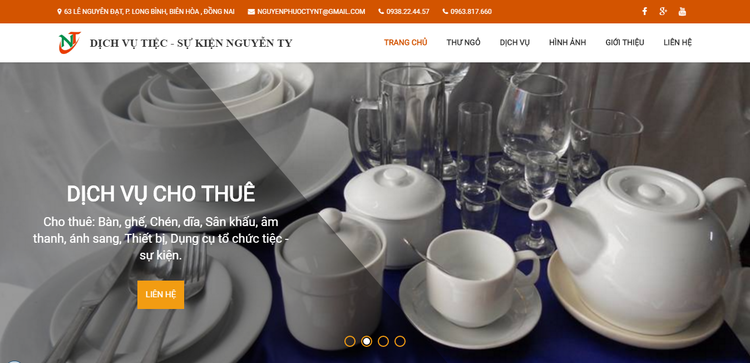 63 LÊ NGUYÊN ĐẠT, P. LONG BÌNH, BIÊN HÒA , ĐỒNG NAI NGUYENPHUOCTYNT@GMAIL.COM 0938.22.44.57 0963.817.660
NT DỊCH VỤ TIỆC - SỰ KIỆN NGUYỄN TY TRANG CHỦ THƯ NGỎ DỊCH VỤ HÌNH ẢNH GIỚI THIỆU LIÊN HỆ
DỊCH VỤ CHO THUÊ
Cho thuê: Bàn, ghế, Chén, dĩa, Sân khấu, âm
thanh, ánh sang, Thiết bị, Dụng cụ tổ chức tiệc -
sự kiện.
LIÊN HỆ